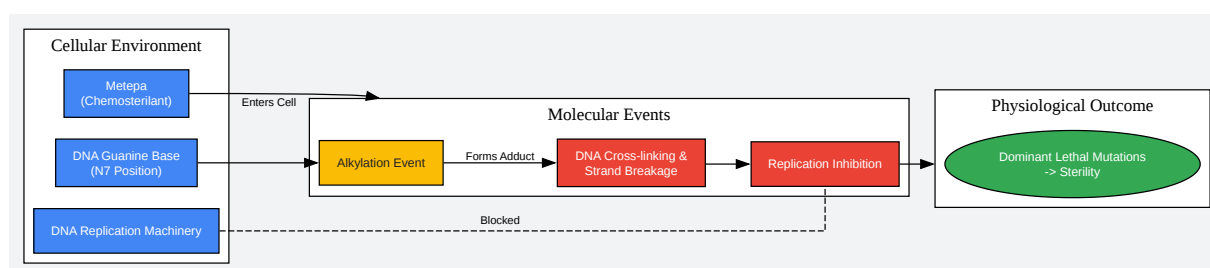 Cellular Environment
Metepa
(Chemosterilant)
Enters Cell
DNA Guanine Base
(N7 Position)
DNA Replication Machinery
Molecular Events
Alkylation Event
Forms Adduct
DNA Cross-linking &
Strand Breakage
Replication Inhibition
Blocked
Physiological Outcome
Dominant Lethal Mutations
-> Sterility